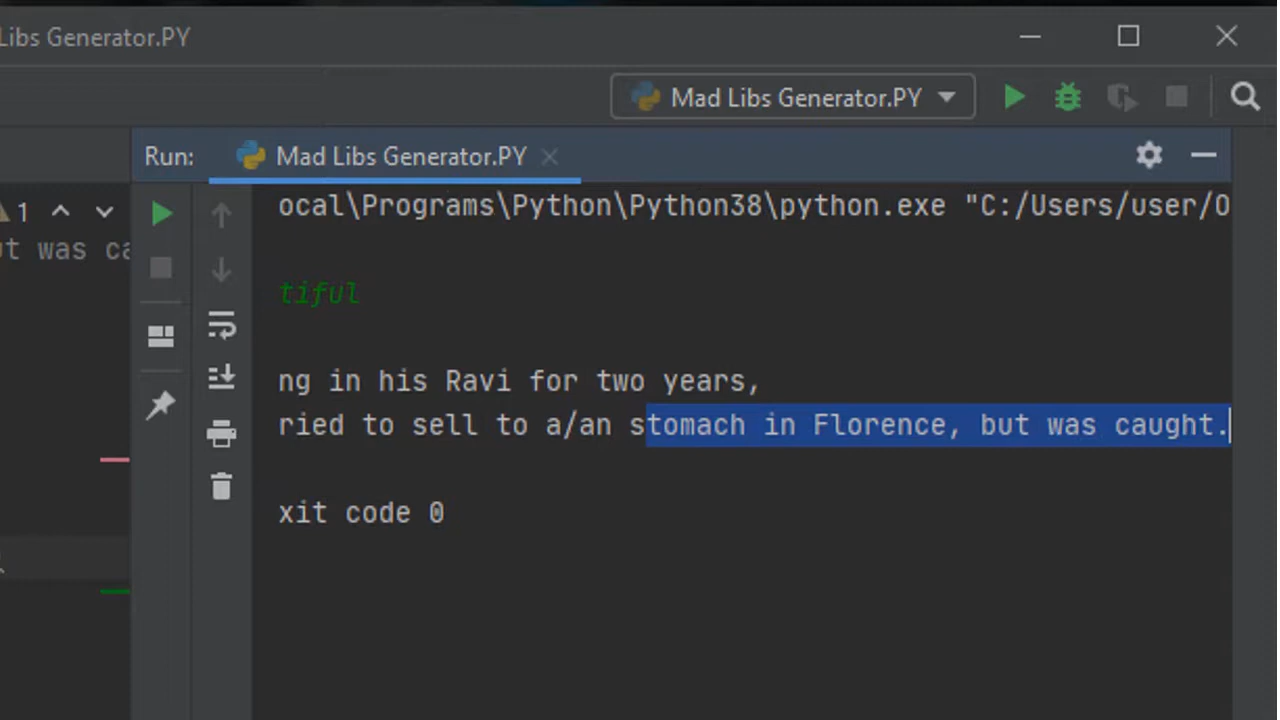 Libs Generator.PY
Mad Libs Generator.PY
Run: Mad Libs Generator.PY
1
ocal\Programs\Python\Python38\python.exe "C:/Users/user/O
ut was ca
tiful
ng in his Ravi for two years,
ried to sell to a/an stomach in Florence, but was caught.
xit code 0